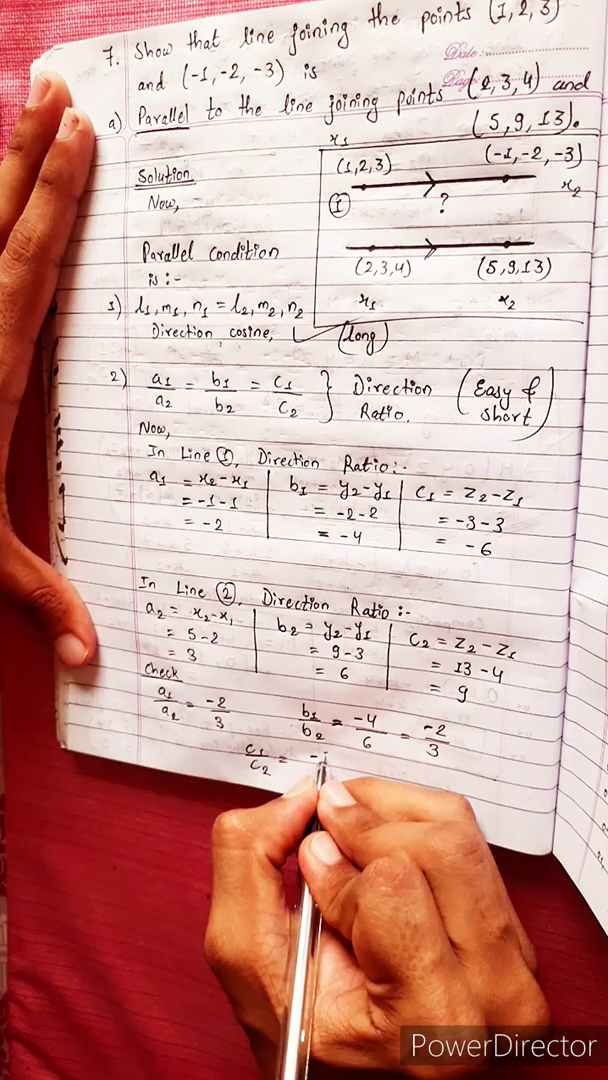 7. Show that line joining the points (1, 2, 3)
and (-1, -2, -3) is
Date:
a) Parallel to the line joining points (2, 3, 4) and
(5, 9, 13).
Solution
Now,
x1
(1,2,3) (-1,-2,-3)
x2
① ?
(2,3,4) (5,9,13)
x1 x2
Parallel condition
is :-
1) l1, m1, n1 = l2, m2, n2
Direction cosine, (long)
2) a1/a2 = b1/b2 = c1/c2 } Direction Ratio. (Easy & short)
Now,
In Line ①, Direction Ratio:-
a1 = x2-x1 | b1 = y2-y1 | c1 = z2-z1
= -1-1 | = -2-2 | = -3-3
= -2 | = -4 | = -6
In Line ②, Direction Ratio :-
a2 = x2-x1 | b2 = y2-y1 | c2 = z2-z1
= 5-2 | = 9-3 | = 13-4
= 3 | = 6 | = 9
Check
a1/a2 = -2/3 b1/b2 = -4/6 = -2/3
c1/c2 = -
PowerDirector